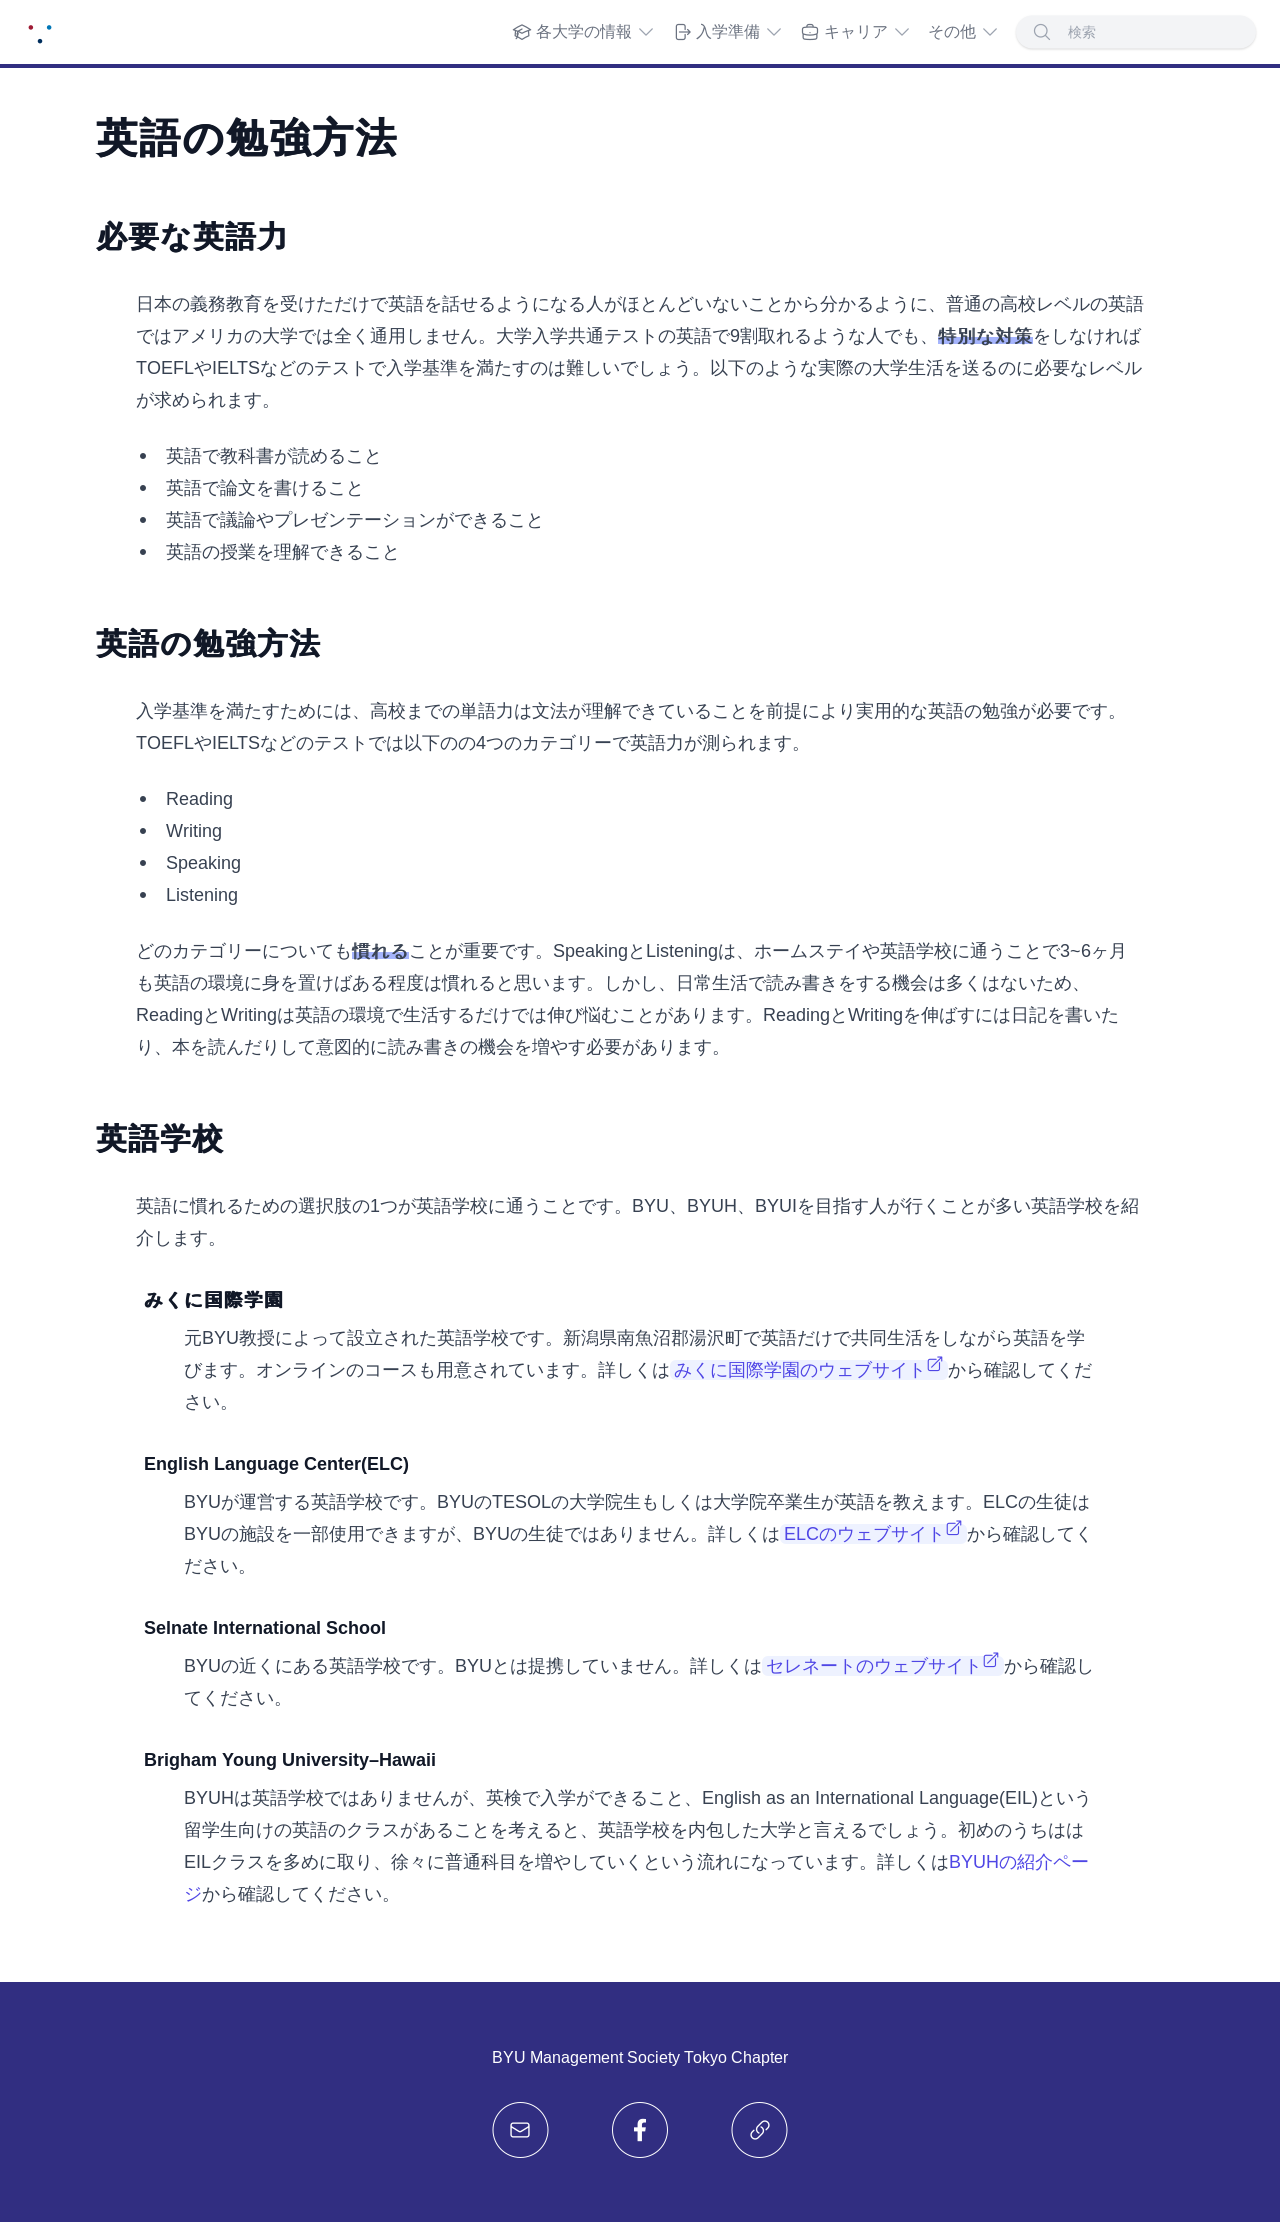 各大学の情報 入学準備 キャリア その他 検索
英語の勉強方法
必要な英語力
日本の義務教育を受けただけで英語を話せるようになる人がほとんどいないことから分かるように、普通の高校レベルの英語
ではアメリカの大学では全く通用しません。大学入学共通テストの英語で9割取れるような人でも、特別な対策をしなければ
TOEFLやIELTSなどのテストで入学基準を満たすのは難しいでしょう。以下のような実際の大学生活を送るのに必要なレベル
が求められます。
• 英語で教科書が読めること
• 英語で論文を書けること
• 英語で議論やプレゼンテーションができること
• 英語の授業を理解できること
英語の勉強方法
入学基準を満たすためには、高校までの単語力は文法が理解できていることを前提により実用的な英語の勉強が必要です。
TOEFLやIELTSなどのテストでは以下のの4つのカテゴリーで英語力が測られます。
• Reading
• Writing
• Speaking
• Listening
どのカテゴリーについても慣れることが重要です。SpeakingとListeningは、ホームステイや英語学校に通うことで3~6ヶ月
も英語の環境に身を置けばある程度は慣れると思います。しかし、日常生活で読み書きをする機会は多くはないため、
ReadingとWritingは英語の環境で生活するだけでは伸び悩むことがあります。ReadingとWritingを伸ばすには日記を書いた
り、本を読んだりして意図的に読み書きの機会を増やす必要があります。
英語学校
英語に慣れるための選択肢の1つが英語学校に通うことです。BYU、BYUH、BYUIを目指す人が行くことが多い英語学校を紹
介します。
みくに国際学園
元BYU教授によって設立された英語学校です。新潟県南魚沼郡湯沢町で英語だけで共同生活をしながら英語を学
びます。オンラインのコースも用意されています。詳しくはみくに国際学園のウェブサイトから確認してくだ
さい。
English Language Center(ELC)
BYUが運営する英語学校です。BYUのTESOLの大学院生もしくは大学院卒業生が英語を教えます。ELCの生徒は
BYUの施設を一部使用できますが、BYUの生徒ではありません。詳しくはELCのウェブサイトから確認してく
ださい。
Selnate International School
BYUの近くにある英語学校です。BYUとは提携していません。詳しくはセレネートのウェブサイトから確認し
てください。
Brigham Young University–Hawaii
BYUHは英語学校ではありませんが、英検で入学ができること、English as an International Language(EIL)という
留学生向けの英語のクラスがあることを考えると、英語学校を内包した大学と言えるでしょう。初めのうちはは
EILクラスを多めに取り、徐々に普通科目を増やしていくという流れになっています。詳しくはBYUHの紹介ペー
ジから確認してください。
BYU Management Society Tokyo Chapter